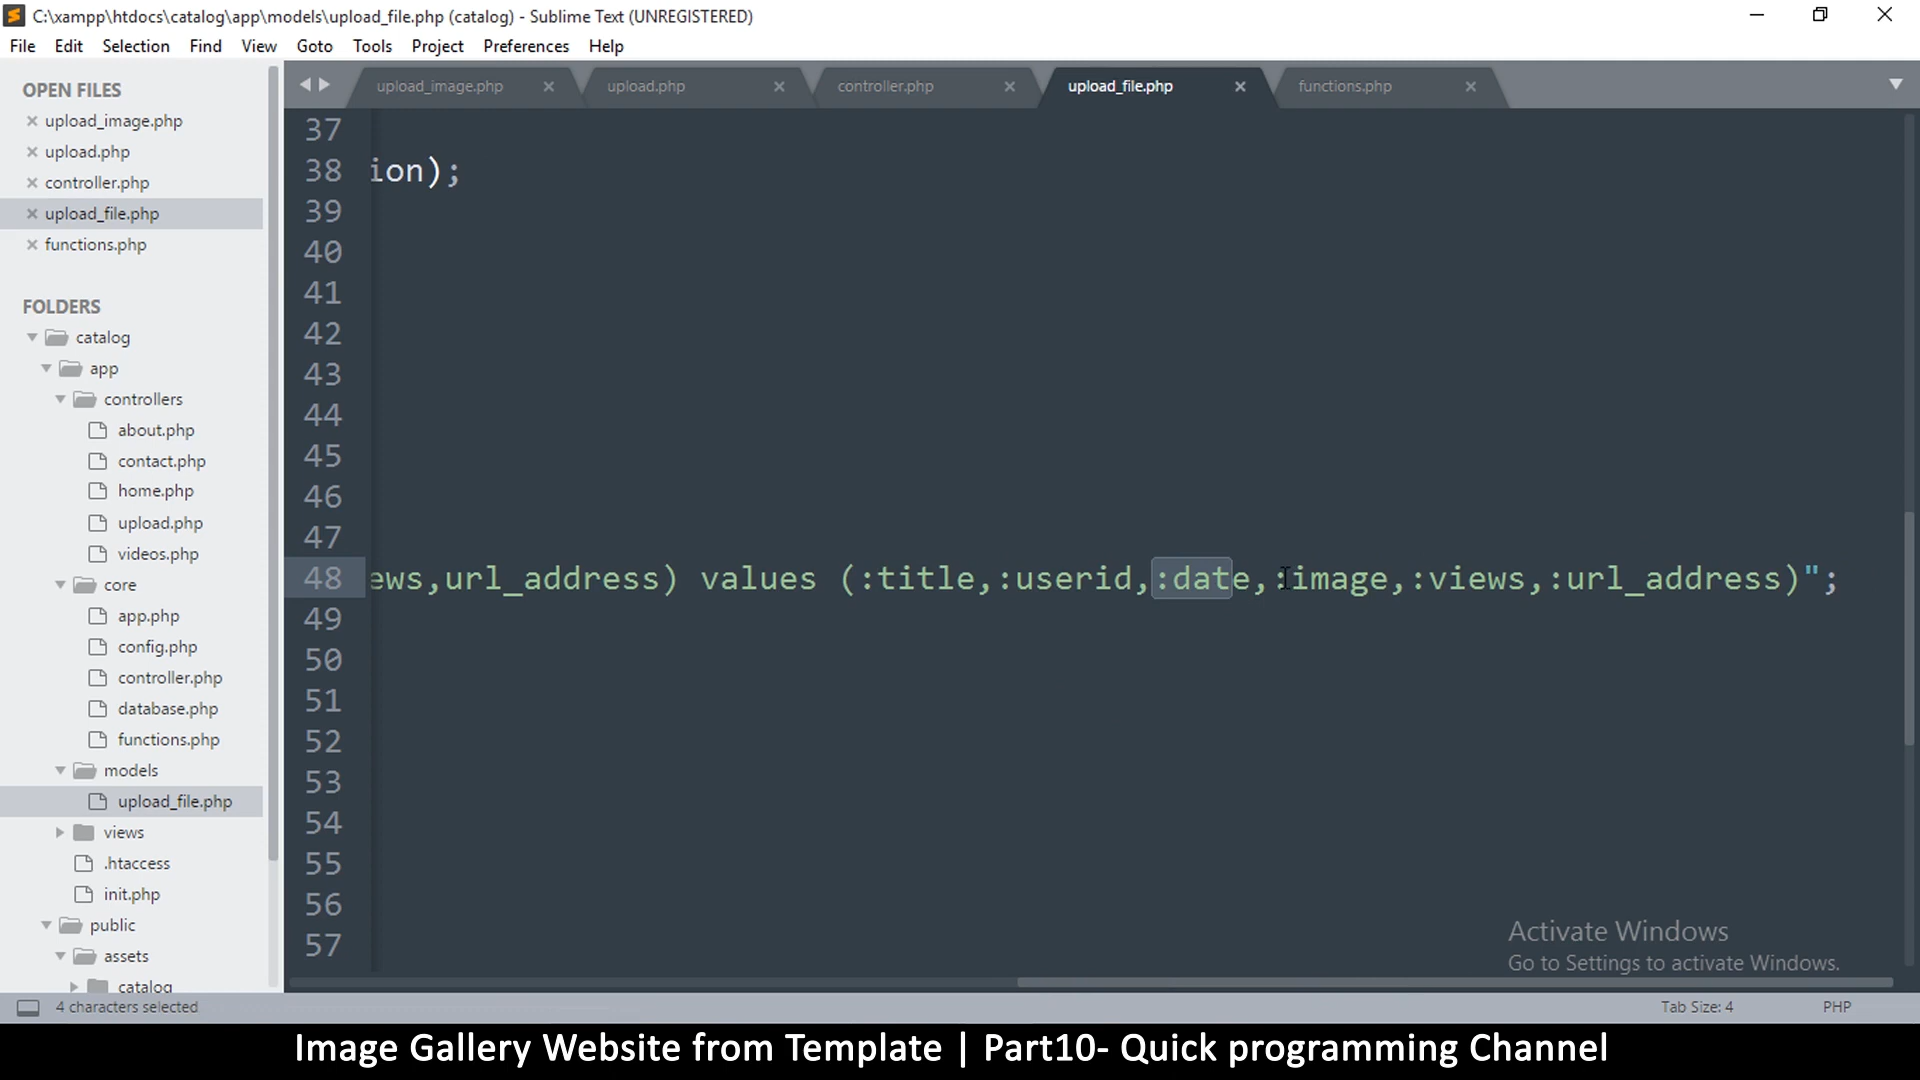 C:\xampp\htdocs\catalog\app\models\upload_file.php (catalog) - Sublime Text (UNREGISTERED)
File Edit Selection Find View Goto Tools Project Preferences Help
OPEN FILES
upload_image.php
upload.php
controller.php
upload_file.php
functions.php
FOLDERS
catalog
app
controllers
about.php
contact.php
home.php
upload.php
videos.php
core
app.php
config.php
controller.php
database.php
functions.php
models
upload_file.php
views
.htaccess
init.php
public
assets
catalog
upload_image.php upload.php controller.php upload_file.php functions.php
37
38 ion);
39
40
41
42
43
44
45
46
47
48 ews,url_address) values (:title,:userid,:date,:image,:views,:url_address)";
49
50
51
52
53
54
55
56
57
Activate Windows
Go to Settings to activate Windows.
4 characters selected Tab Size: 4 PHP
Image Gallery Website from Template | Part10- Quick programming Channel